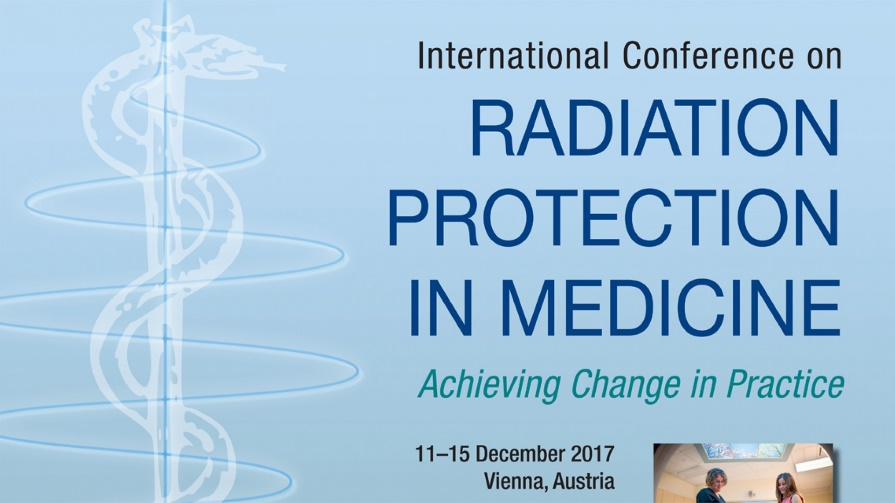 International Conference on
RADIATION
PROTECTION
IN MEDICINE
Achieving Change in Practice
11–15 December 2017
Vienna, Austria